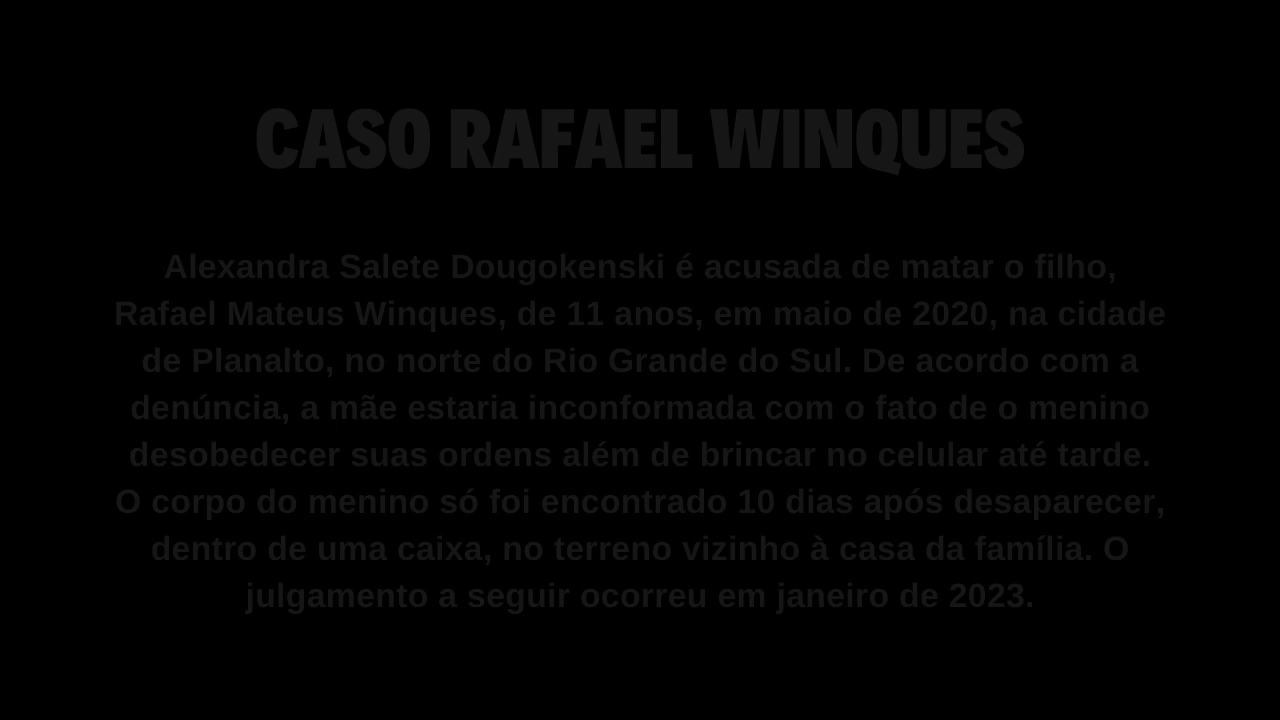 CASO RAFAEL WINQUES
Alexandra Salete Dougokenski é acusada de matar o filho,
Rafael Mateus Winques, de 11 anos, em maio de 2020, na cidade
de Planalto, no norte do Rio Grande do Sul. De acordo com a
denúncia, a mãe estaria inconformada com o fato de o menino
desobedecer suas ordens além de brincar no celular até tarde.
O corpo do menino só foi encontrado 10 dias após desaparecer,
dentro de uma caixa, no terreno vizinho à casa da família. O
julgamento a seguir ocorreu em janeiro de 2023.